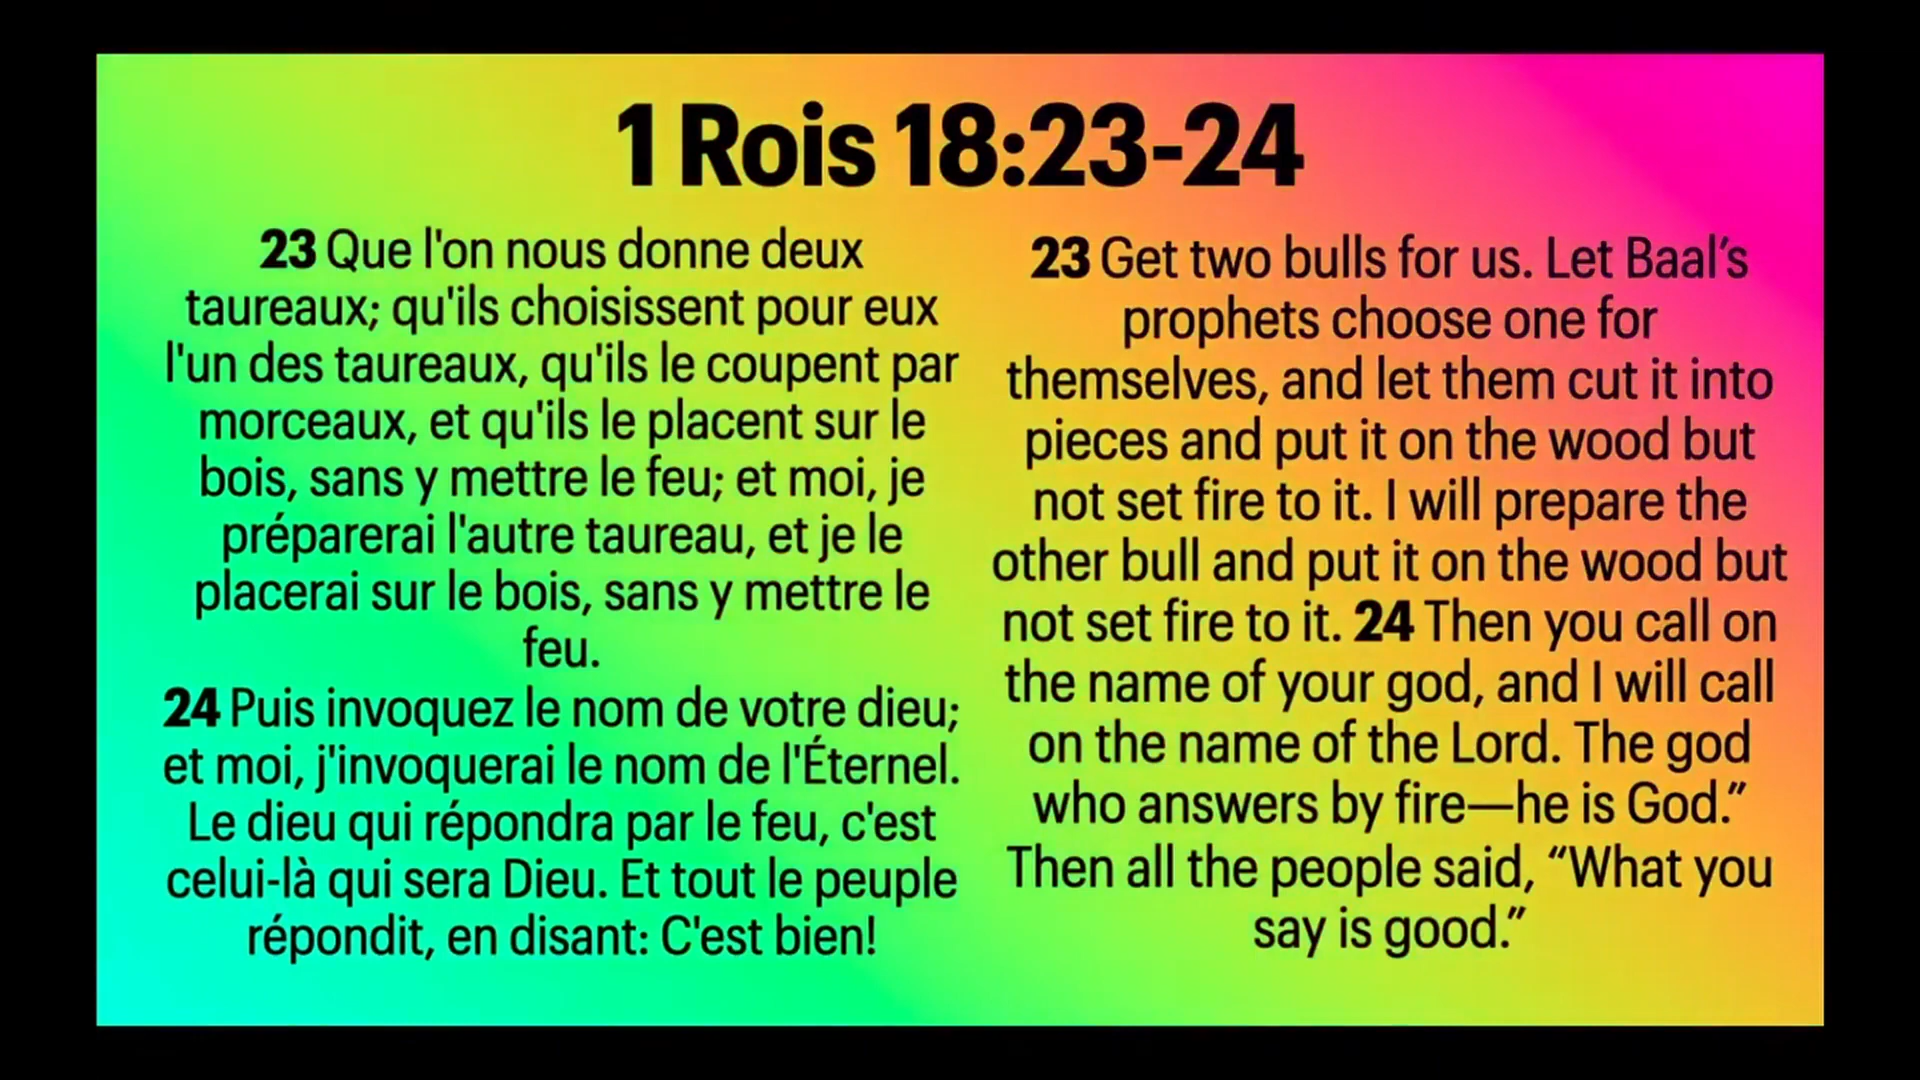 1 Rois 18:23-24
23 Que l'on nous donne deux
taureaux; qu'ils choisissent pour eux
l'un des taureaux, qu'ils le coupent par
morceaux, et qu'ils le placent sur le
bois, sans y mettre le feu; et moi, je
préparerai l'autre taureau, et je le
placerai sur le bois, sans y mettre le
feu.
24 Puis invoquez le nom de votre dieu;
et moi, j'invoquerai le nom de l'Éternel.
Le dieu qui répondra par le feu, c'est
celui-là qui sera Dieu. Et tout le peuple
répondit, en disant: C'est bien!
23 Get two bulls for us. Let Baal’s
prophets choose one for
themselves, and let them cut it into
pieces and put it on the wood but
not set fire to it. I will prepare the
other bull and put it on the wood but
not set fire to it. 24 Then you call on
the name of your god, and I will call
on the name of the Lord. The god
who answers by fire—he is God.”
Then all the people said, “What you
say is good.”